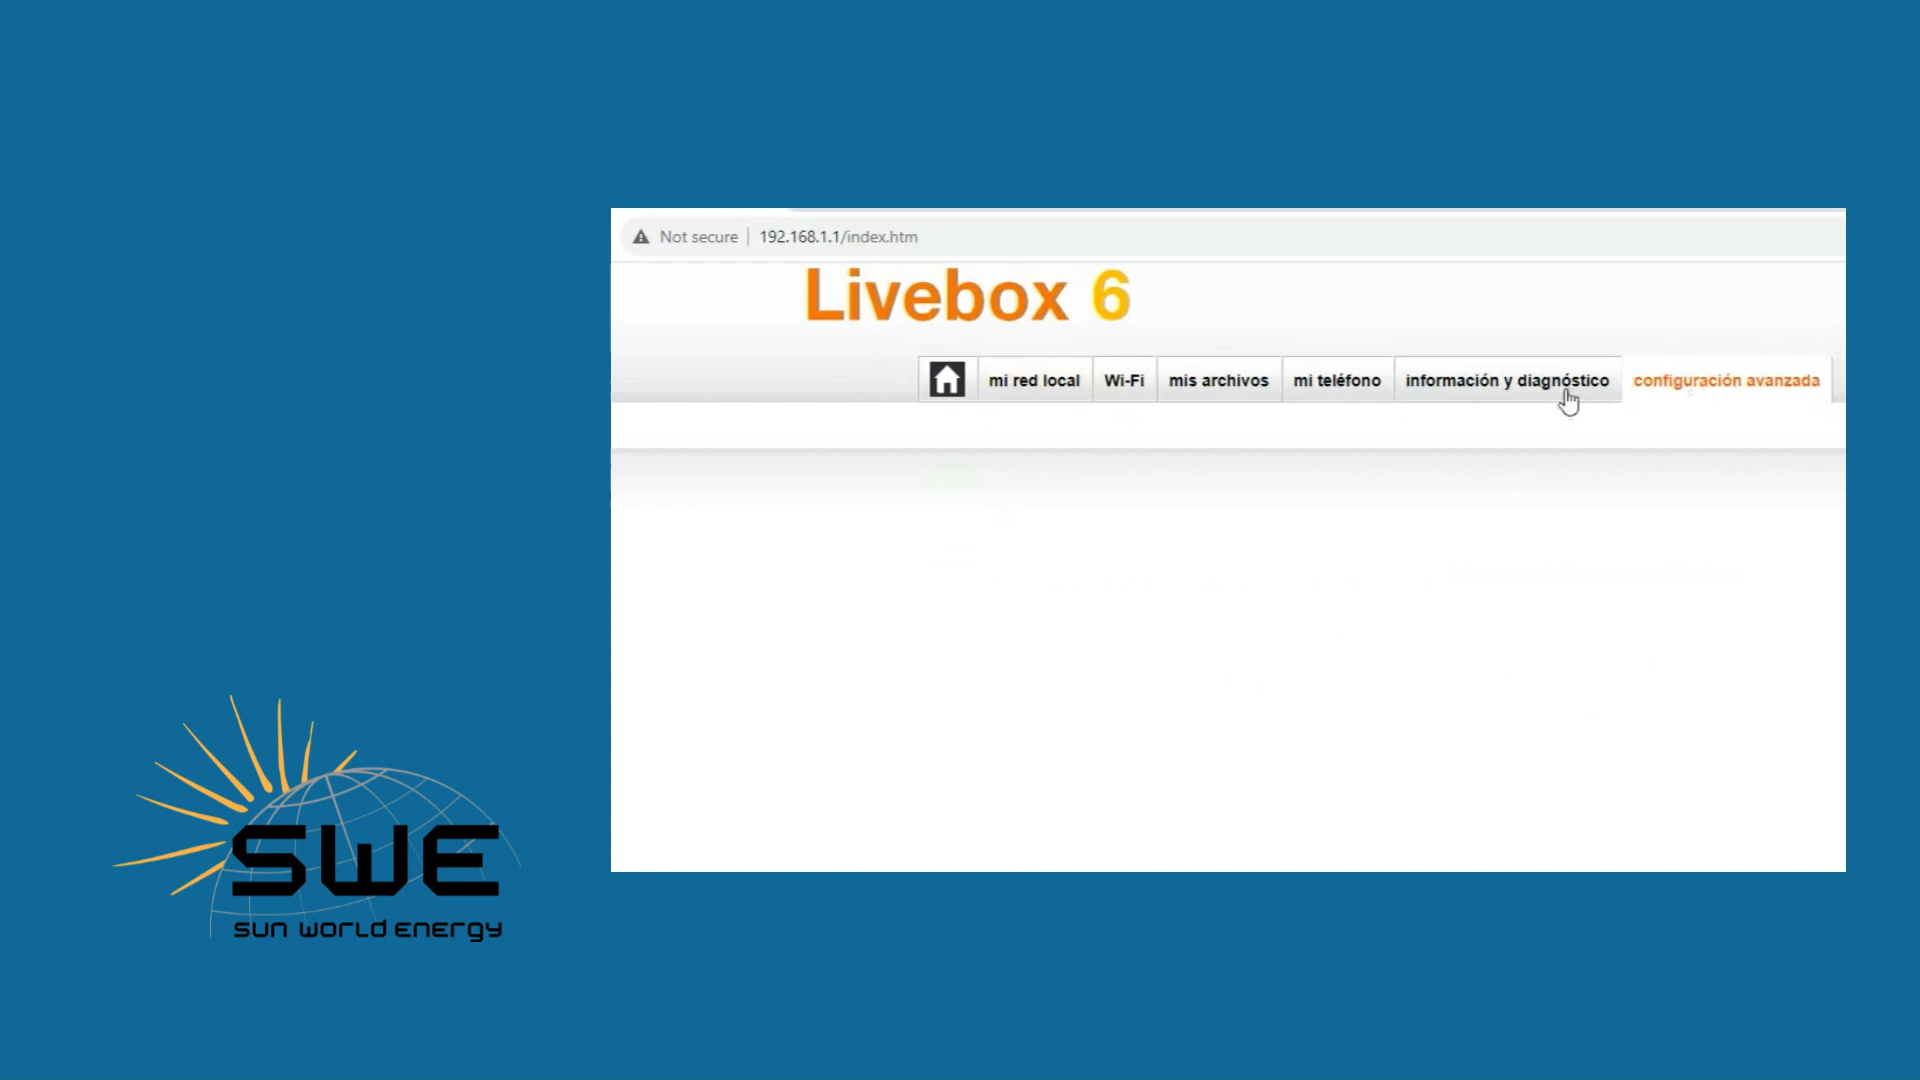 Not secure | 192.168.1.1/index.htm
Livebox 6
mi red local Wi-Fi mis archivos mi teléfono información y diagnóstico configuración avanzada
SWE
sun world energy